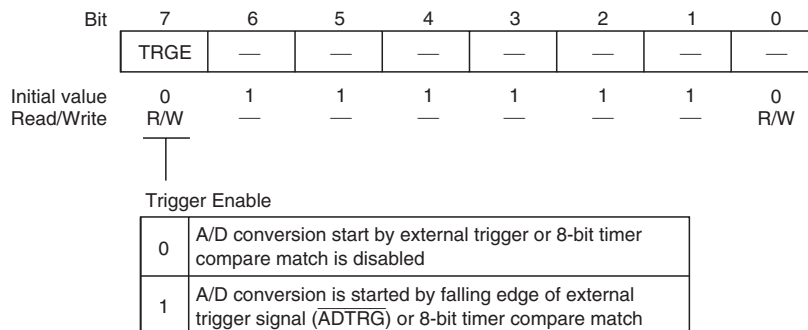 Bit 7 6 5 4 3 2 1 0
TRGE — — — — — — —
Initial value 0 1 1 1 1 1 1 0
Read/Write R/W — — — — — — R/W
Trigger Enable
0 A/D conversion start by external trigger or 8-bit timer
compare match is disabled
1 A/D conversion is started by falling edge of external
trigger signal (ADTRG) or 8-bit timer compare match